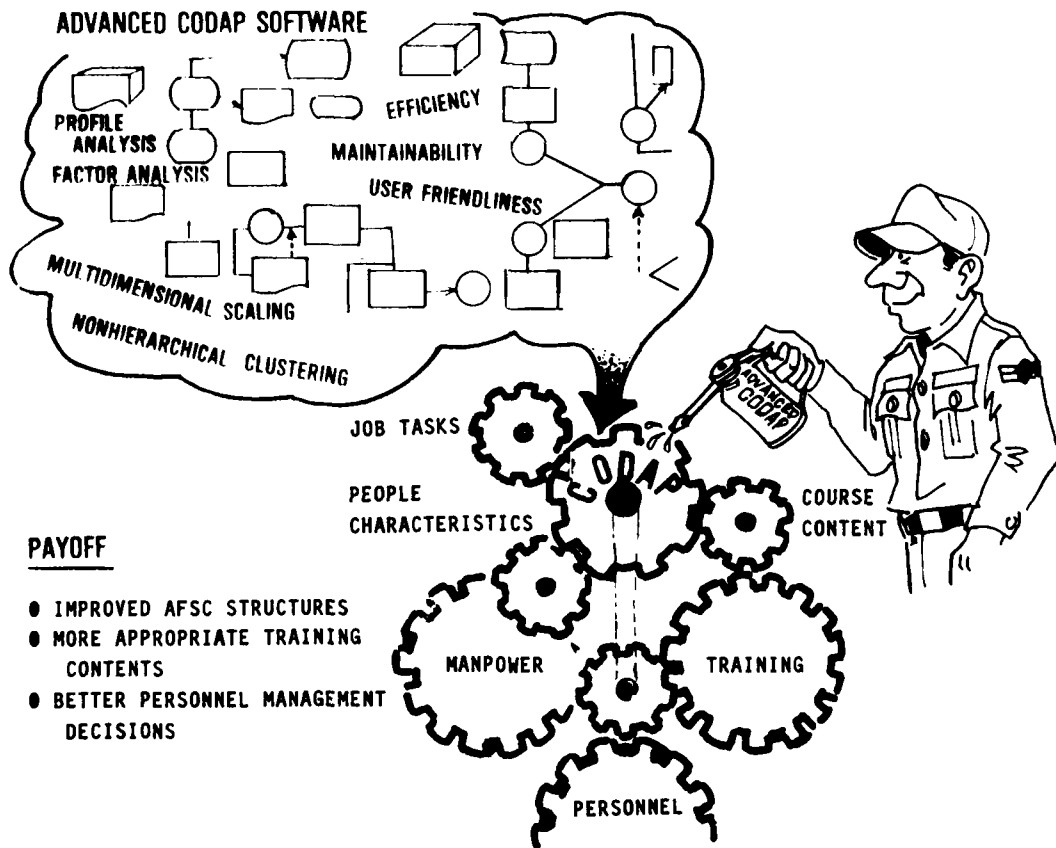 ADVANCED CODAP SOFTWARE
PROFILE
ANALYSIS
FACTOR ANALYSIS
EFFICIENCY
MAINTAINABILITY
USER FRIENDLINESS
MULTIDIMENSIONAL SCALING
NONHIERARCHICAL CLUSTERING
ADVANCED
CODAP
JOB TASKS
CODAP
PEOPLE
CHARACTERISTICS
COURSE
CONTENT
PAYOFF
● IMPROVED AFSC STRUCTURES
● MORE APPROPRIATE TRAINING
CONTENTS
● BETTER PERSONNEL MANAGEMENT
DECISIONS
MANPOWER
TRAINING
PERSONNEL